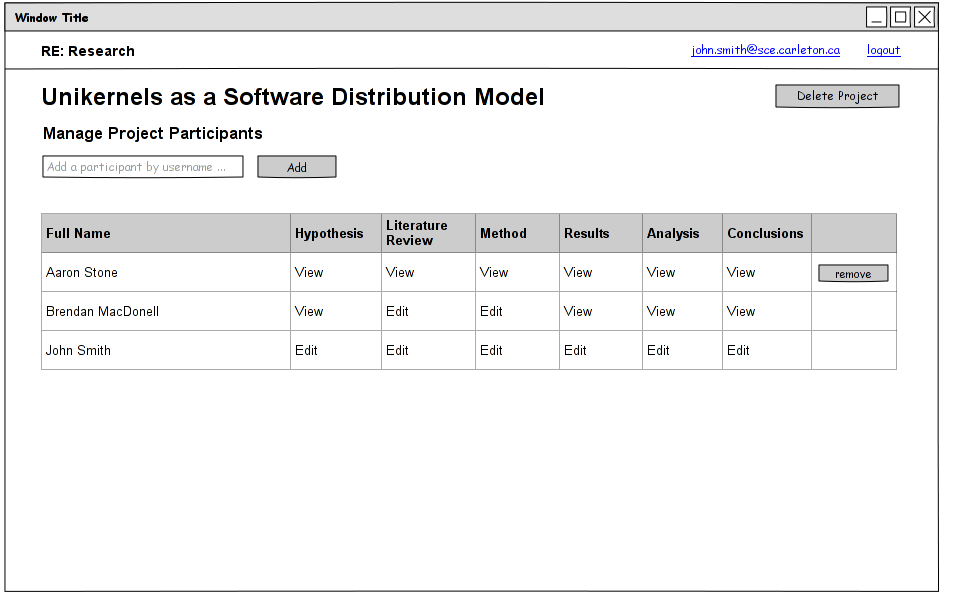 Window Title
RE: Research
john.smith@sce.carleton.ca logout
Unikernels as a Software Distribution Model
Delete Project
Manage Project Participants
Add a participant by username ...
Add
Full Name Hypothesis Literature Review Method Results Analysis Conclusions
Aaron Stone View View View View View View remove
Brendan MacDonell View Edit Edit View View View
John Smith Edit Edit Edit Edit Edit Edit